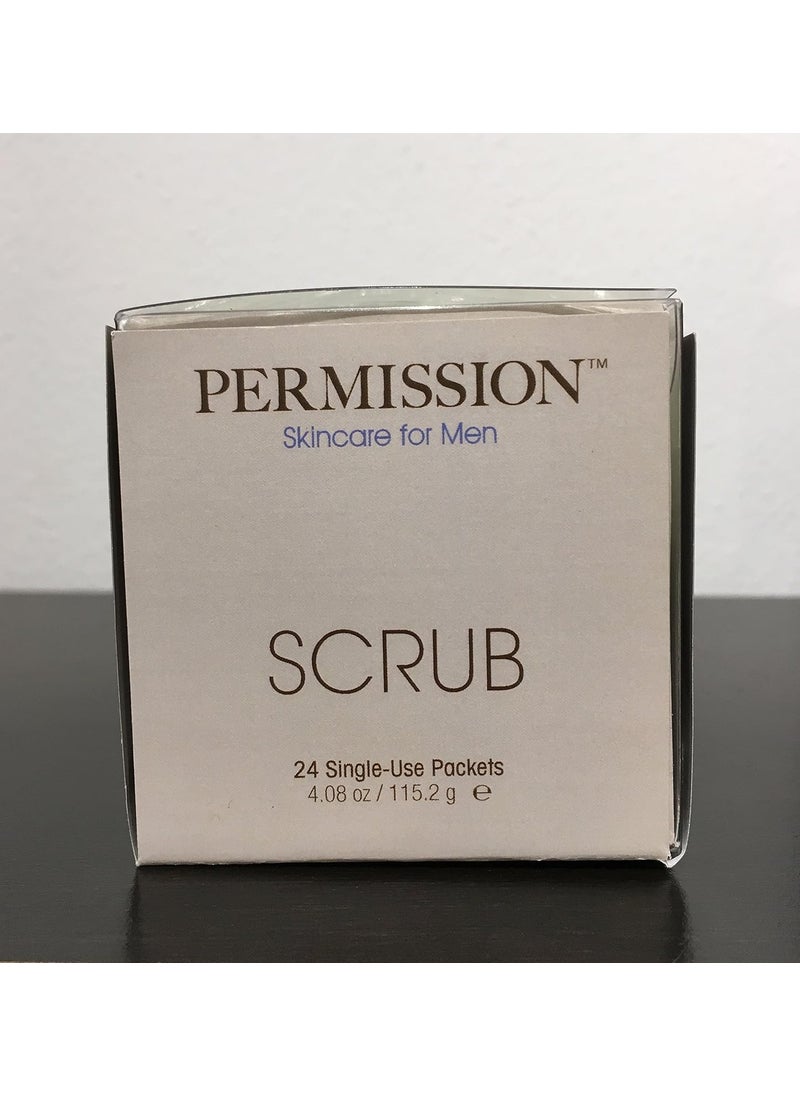 PERMISSION™
Skincare for Men
SCRUB
24 Single-Use Packets
4.08 oz / 115.2 g ℮